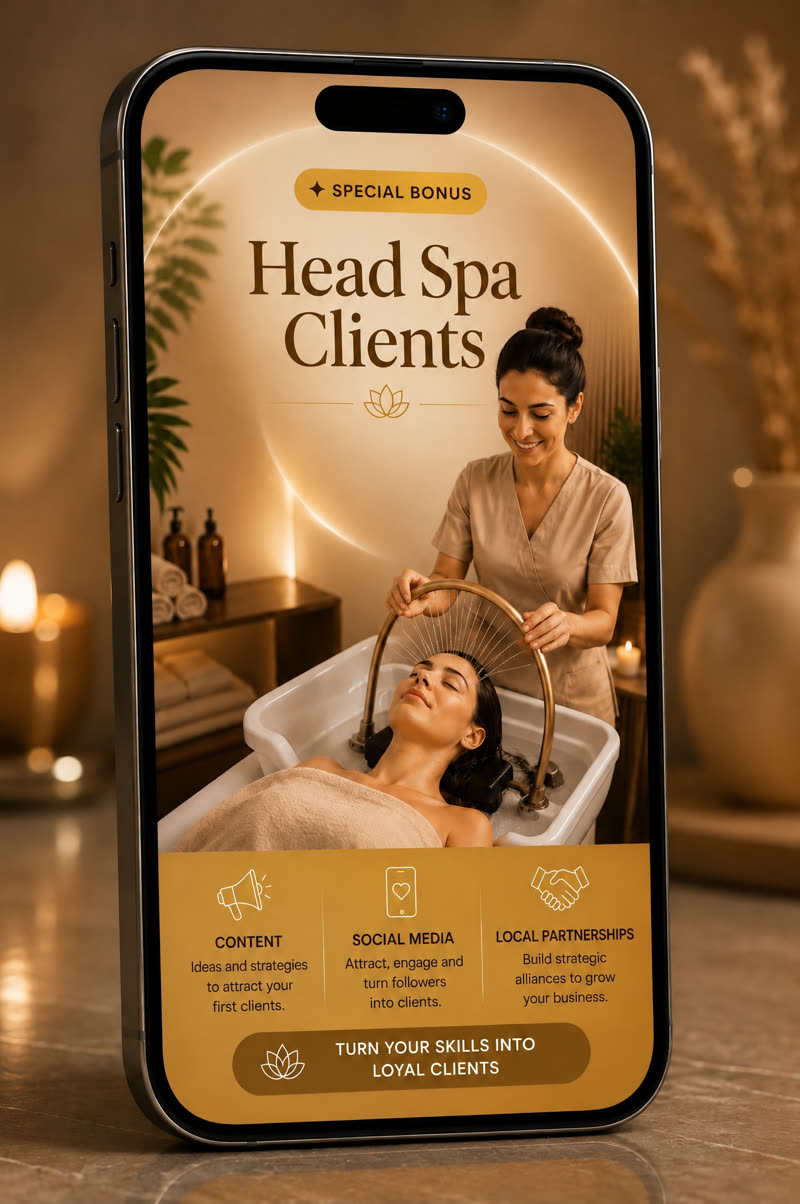 SPECIAL BONUS
Head Spa
Clients
CONTENT
Ideas and strategies
to attract your
first clients.
SOCIAL MEDIA
Attract, engage and
turn followers
into clients.
LOCAL PARTNERSHIPS
Build strategic
alliances to grow
your business.
TURN YOUR SKILLS INTO
LOYAL CLIENTS